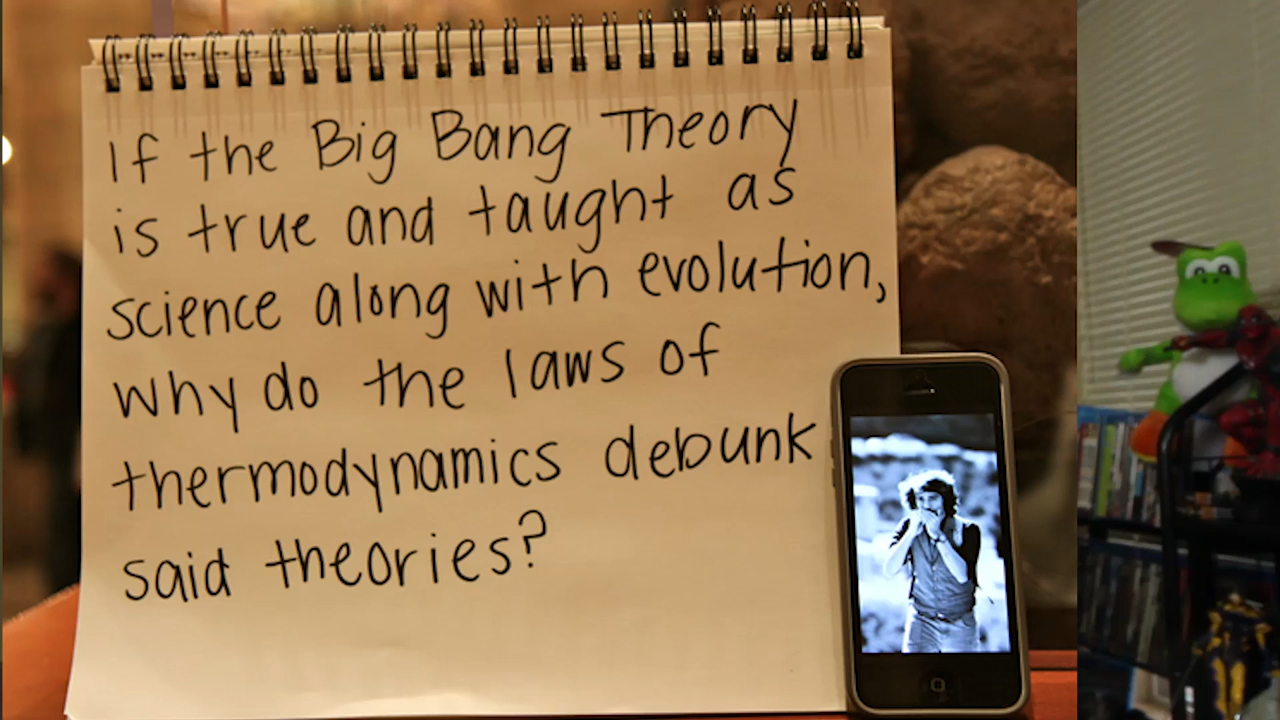 If the Big Bang Theory
is true and taught as
science along with evolution,
why do the laws of
thermodynamics debunk
said theories?